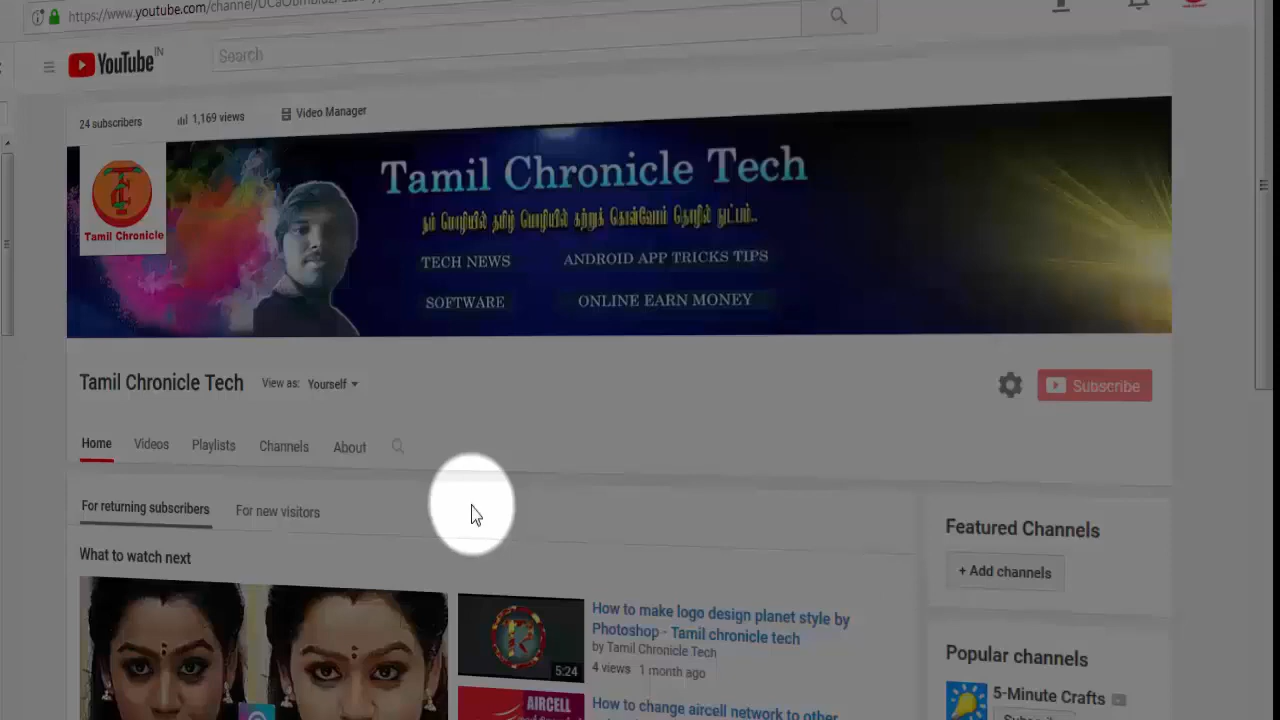 https://www.youtube.com/channel/
YouTube IN
Search
24 subscribers
1,169 views
Video Manager
Tamil Chronicle Tech
நம் மொழியில் தமிழ் மொழியில் கற்றுக் கொள்வோம் தொழில் நுட்பம்..
TECH NEWS
ANDROID APP TRICKS TIPS
SOFTWARE
ONLINE EARN MONEY
Tamil Chronicle
Tamil Chronicle Tech
View as: Yourself
Subscribe
Home
Videos
Playlists
Channels
About
For returning subscribers
For new visitors
What to watch next
How to make logo design planet style by
Photoshop - Tamil chronicle tech
by Tamil Chronicle Tech
4 views 1 month ago
5:24
AIRCELL
How to change aircell network to other
Featured Channels
+ Add channels
Popular channels
5-Minute Crafts